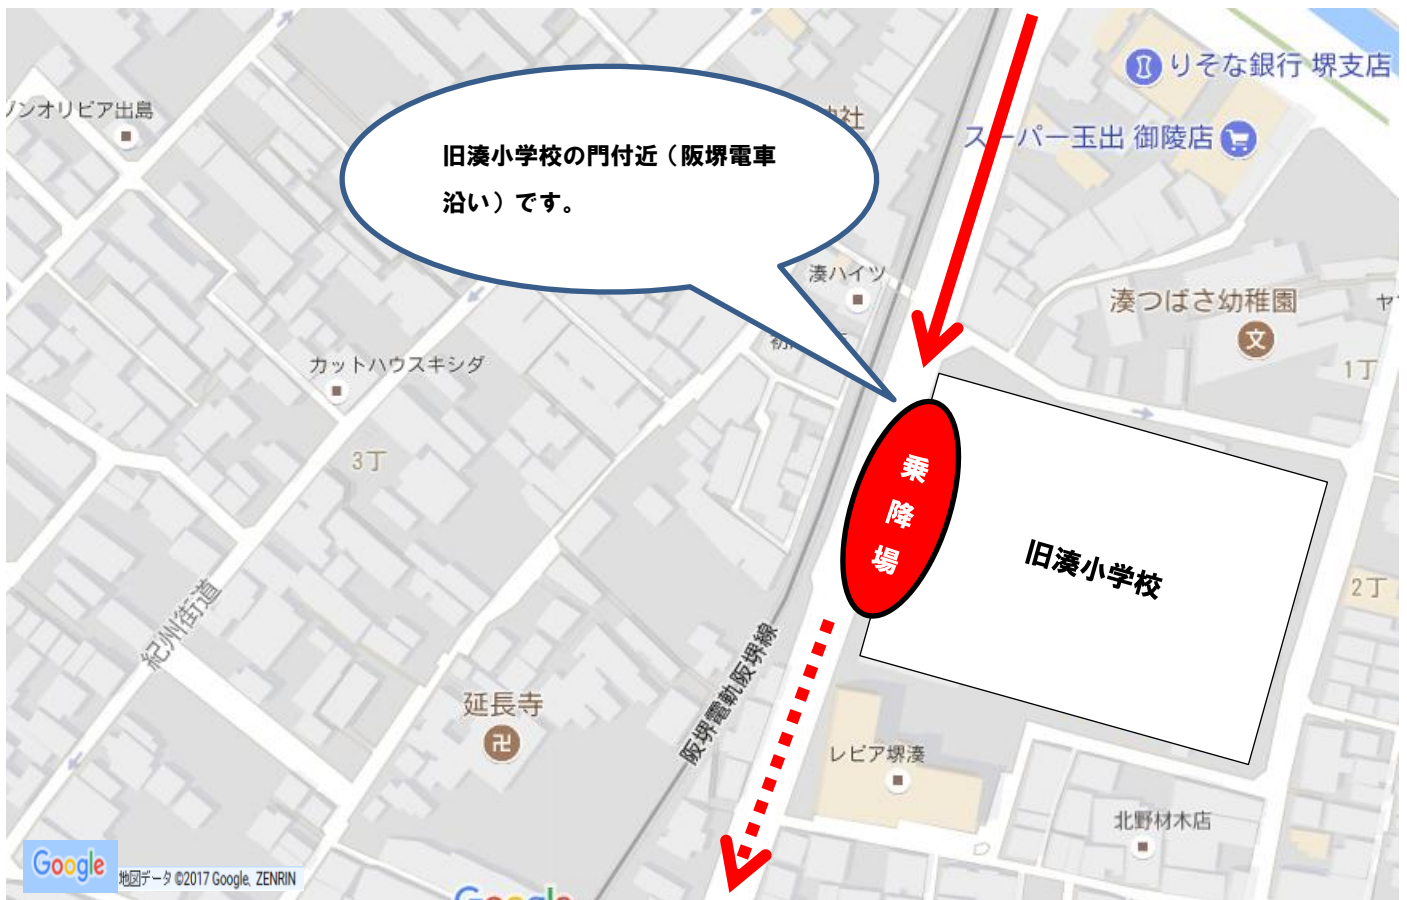 りそな銀行 堺支店
ゾンオリビア出島
スーパー玉出 御陵店
旧湊小学校の門付近（阪堺電車
沿い）です。
湊ハイツ
湊つばさ幼稚園
文
カットハウスキシダ
1丁
3丁
乗
降
場
旧湊小学校
2丁
紀州街道
阪堺電軌阪堺線
延長寺
卍
レビア堺湊
北野材木店
Google
地図データ ©2017 Google, ZENRIN
Google